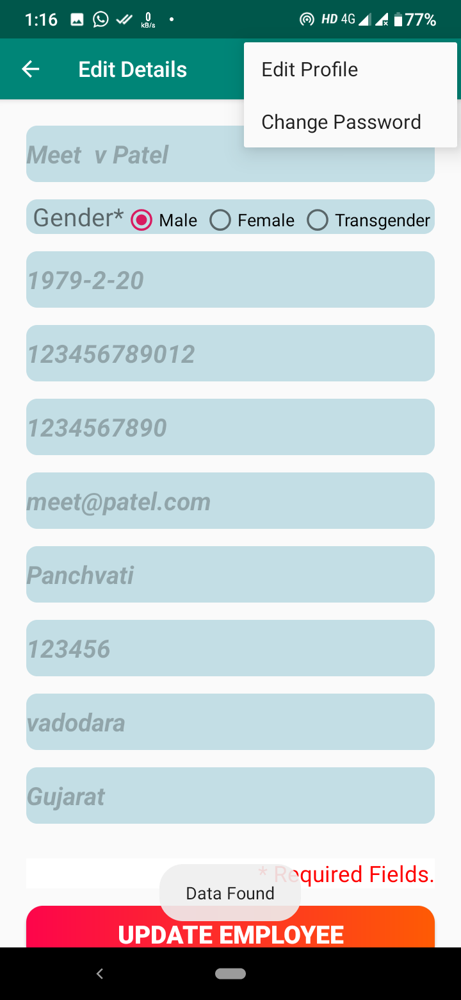 1:16 0 kB/s HD 4G 77%
Edit Details
Edit Profile
Change Password
Meet v Patel
Gender* Male Female Transgender
1979-2-20
123456789012
1234567890
meet@patel.com
Panchvati
123456
vadodara
Gujarat
* Required Fields.
Data Found
UPDATE EMPLOYEE